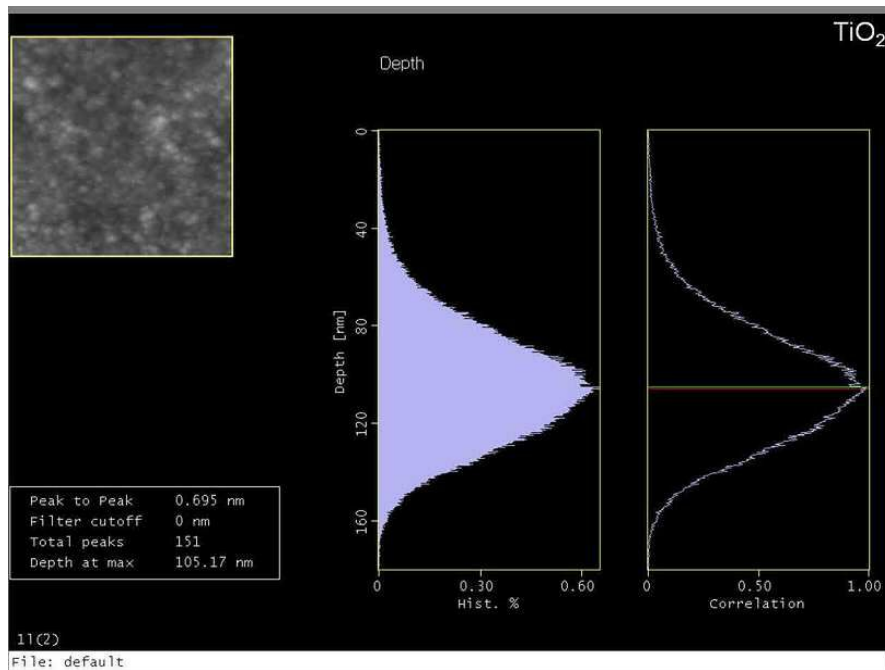 TiO2
Depth
0
40
80
120
160
Depth [nm]
0
0.30
0.60
Hist. %
0
0.50
1.00
Correlation
Peak to Peak 0.695 nm
Filter cutoff 0 nm
Total peaks 151
Depth at max 105.17 nm
11(2)
File: default